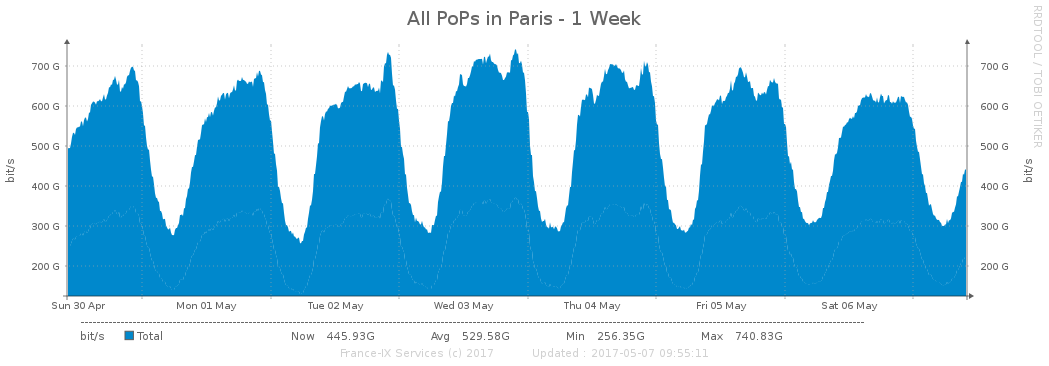 All PoPs in Paris - 1 Week
RRDTOOL / TOBI OETIKER
bit/s
700 G
600 G
500 G
400 G
300 G
200 G
700 G
600 G
500 G
400 G
300 G
200 G
bit/s
Sun 30 Apr Mon 01 May Tue 02 May Wed 03 May Thu 04 May Fri 05 May Sat 06 May
bit/s Total Now 445.93G Avg 529.58G Min 256.35G Max 740.83G
France-IX Services (c) 2017 Updated : 2017-05-07 09:55:11